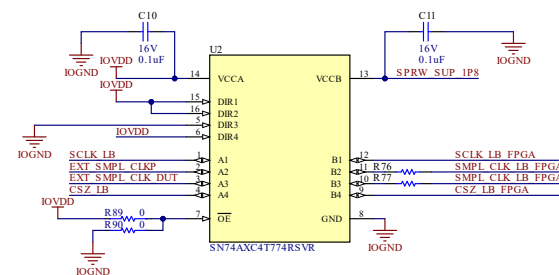 C10
C11
16V
0.1uF
16V
0.1uF
IOGND
IOVDD
IOGND
U2
14
VCCA
VCCB
13
SPRW_SUP_1P8
IOVDD
15
DIR1
16
DIR2
5
DIR3
IOGND
IOVDD
6
DIR4
SCLK_LB
1
A1
B1
12
SCLK_LB_FPGA
EXT_SMPL_CLKP
2
A2
B2
11
R76
SMPL_CLK_LB_FPGA
EXT_SMPL_CLK_DUT
3
A3
B3
10
R77
SMPL_CLK_LB_FPGA
CSZ_LB
4
A4
B4
9
CSZ_LB_FPGA
IOVDD
R89
0
R90
0
7
OE
GND
8
IOGND
IOGND
SN74AXC4T774RSVR